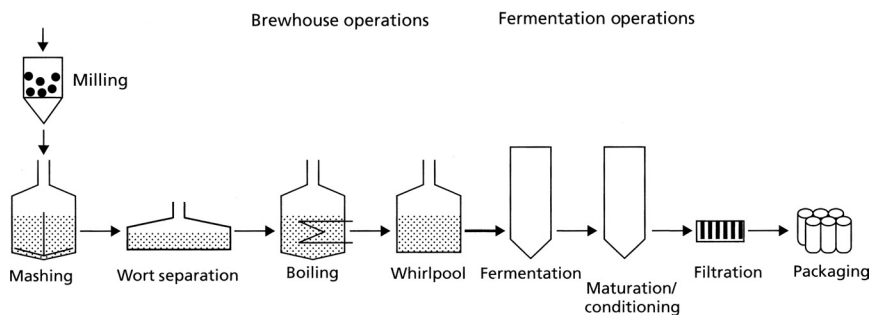 Brewhouse operations
Fermentation operations
Milling
Mashing
Wort separation
Boiling
Whirlpool
Fermentation
Maturation/
conditioning
Filtration
Packaging